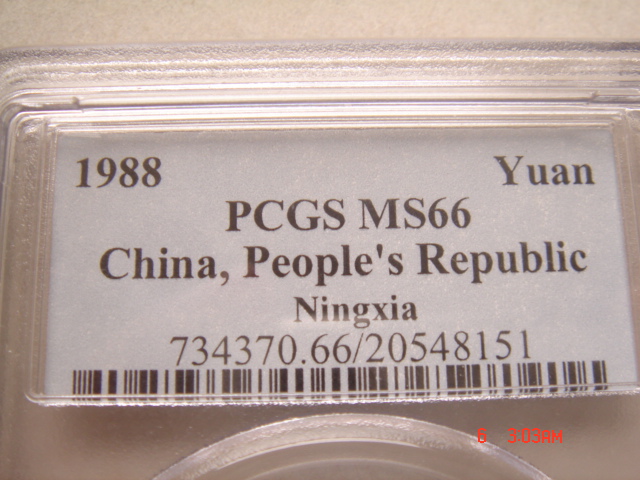 1988 Yuan
PCGS MS66
China, People's Republic
Ningxia
734370.66/20548151
6 3:03AM